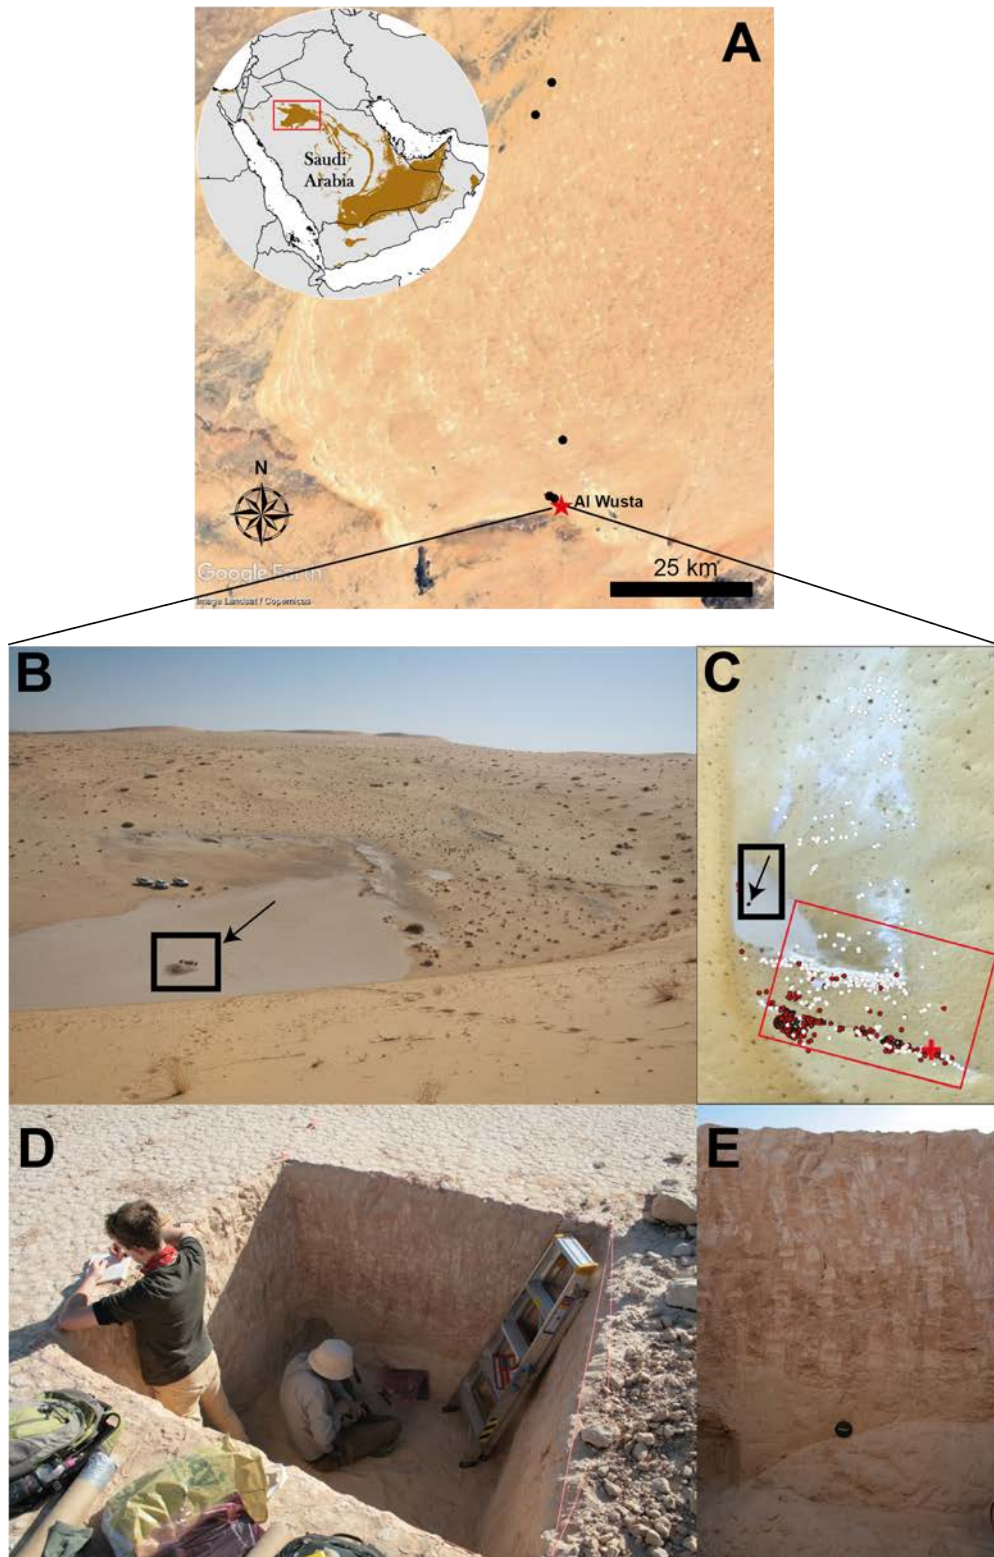 A
Saudi
Arabia
N
Al Wusta
25 km
Google Earth
Image Landsat / Copernicus
B
C
D
E